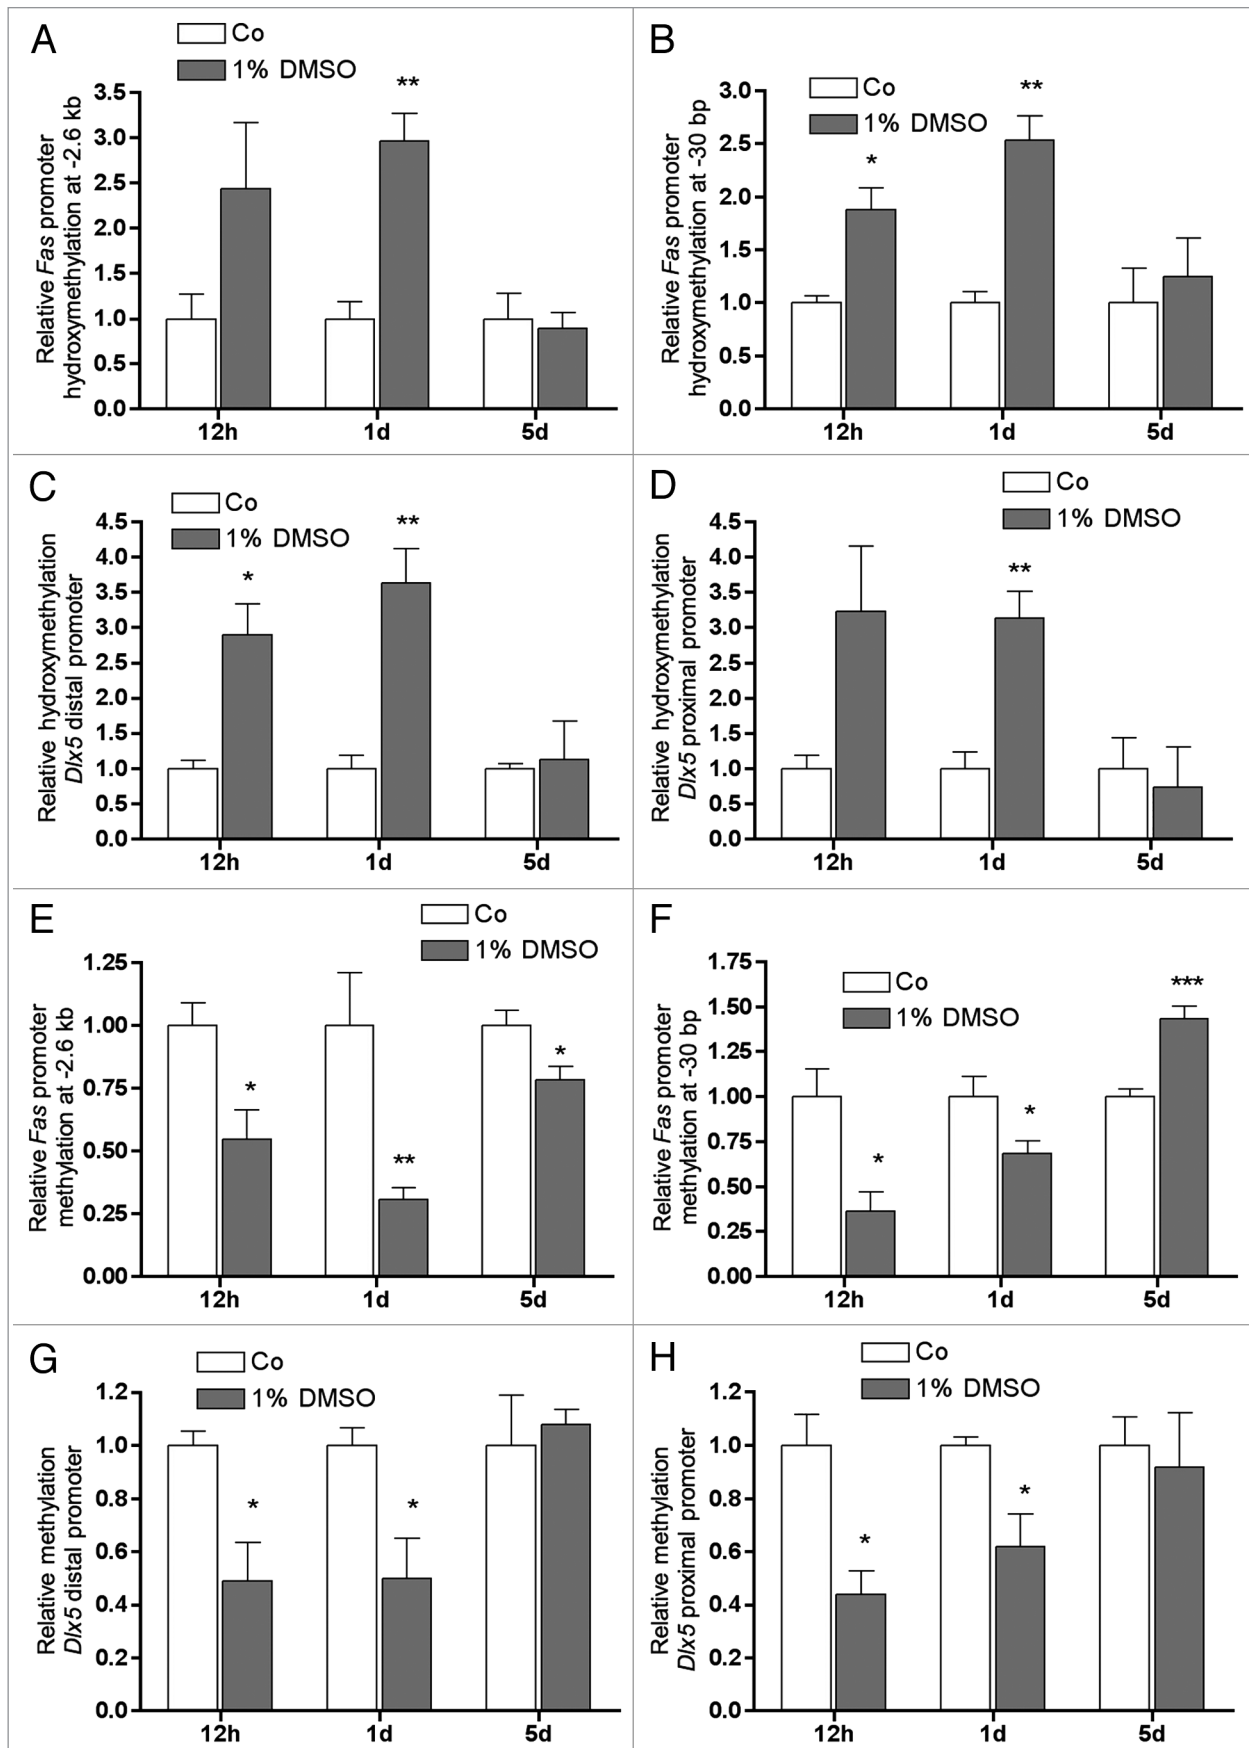 A
Co
1% DMSO
Relative Fas promoter
hydroxymethylation at -2.6 kb
3.5
3.0
2.5
2.0
1.5
1.0
0.5
0.0
**
12h 1d 5d
B
Co
1% DMSO
Relative Fas promoter
hydroxymethylation at -30 bp
3.0
2.5
2.0
1.5
1.0
0.5
0.0
* **
12h 1d 5d
C
Co
1% DMSO
Relative hydroxymethylation
Dlx5 distal promoter
4.5
4.0
3.5
3.0
2.5
2.0
1.5
1.0
0.5
0.0
* **
12h 1d 5d
D
Co
1% DMSO
Relative hydroxymethylation
Dlx5 proximal promoter
4.5
4.0
3.5
3.0
2.5
2.0
1.5
1.0
0.5
0.0
**
12h 1d 5d
E
Co
1% DMSO
Relative Fas promoter
methylation at -2.6 kb
1.25
1.00
0.75
0.50
0.25
0.00
* ** *
12h 1d 5d
F
Co
1% DMSO
Relative Fas promoter
methylation at -30 bp
1.75
1.50
1.25
1.00
0.75
0.50
0.25
0.00
* * ***
12h 1d 5d
G
Co
1% DMSO
Relative methylation
Dlx5 distal promoter
1.2
1.0
0.8
0.6
0.4
0.2
0.0
* *
12h 1d 5d
H
Co
1% DMSO
Relative methylation
Dlx5 proximal promoter
1.2
1.0
0.8
0.6
0.4
0.2
0.0
* *
12h 1d 5d